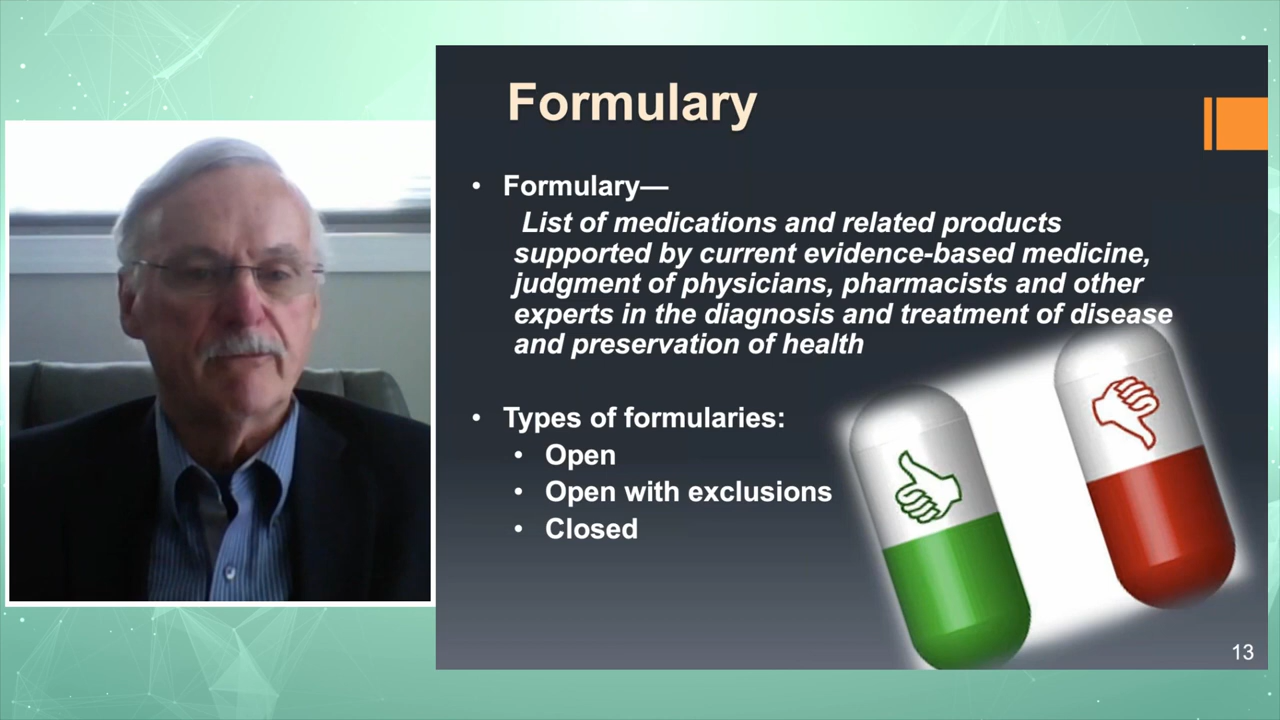 Formulary
• Formulary—
List of medications and related products
supported by current evidence-based medicine,
judgment of physicians, pharmacists and other
experts in the diagnosis and treatment of disease
and preservation of health
• Types of formularies:
• Open
• Open with exclusions
• Closed
13